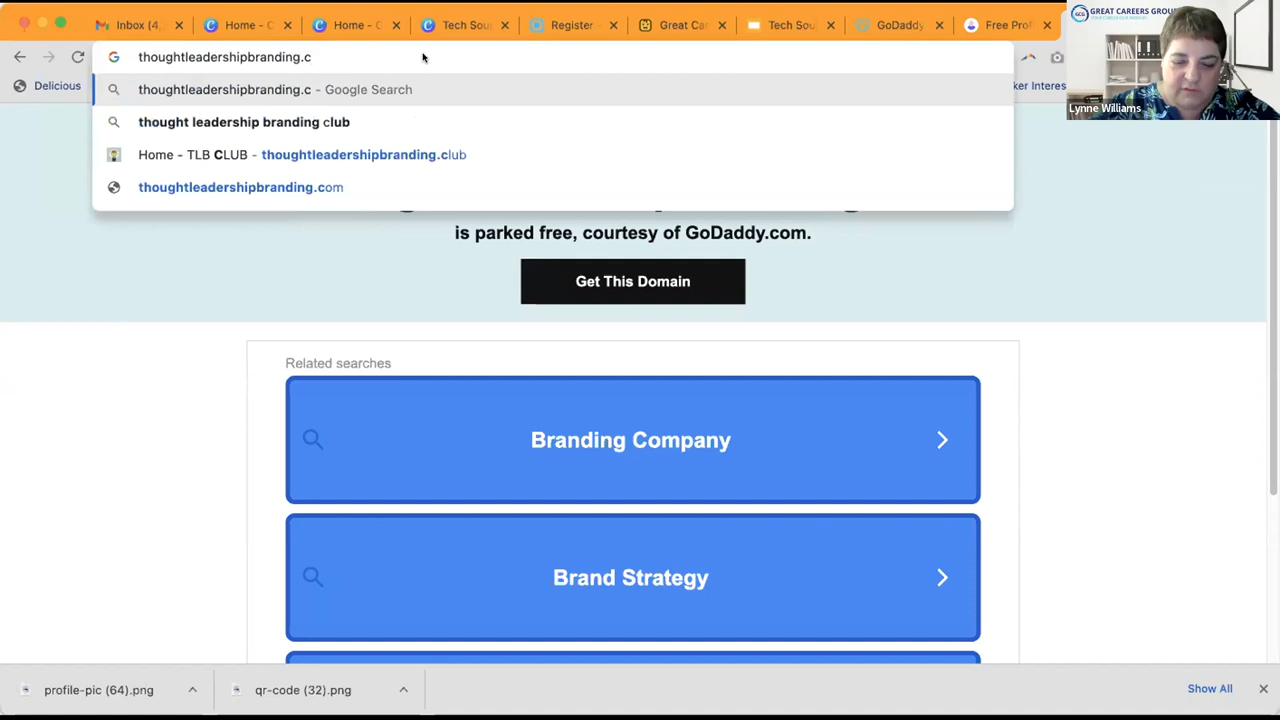 Inbox (4,
Home - C
Home - C
Tech Sou
Register -
Great Car
Tech Sou
GoDaddy
Free Prof
thoughtleadershipbranding.c
Delicious
ker Interes
thoughtleadershipbranding.c - Google Search
thought leadership branding club
Home - TLB CLUB - thoughtleadershipbranding.club
thoughtleadershipbranding.com
GREAT CAREERS GROUP
Lynne Williams
is parked free, courtesy of GoDaddy.com.
Get This Domain
Related searches
Branding Company
Brand Strategy
profile-pic (64).png
qr-code (32).png
Show All